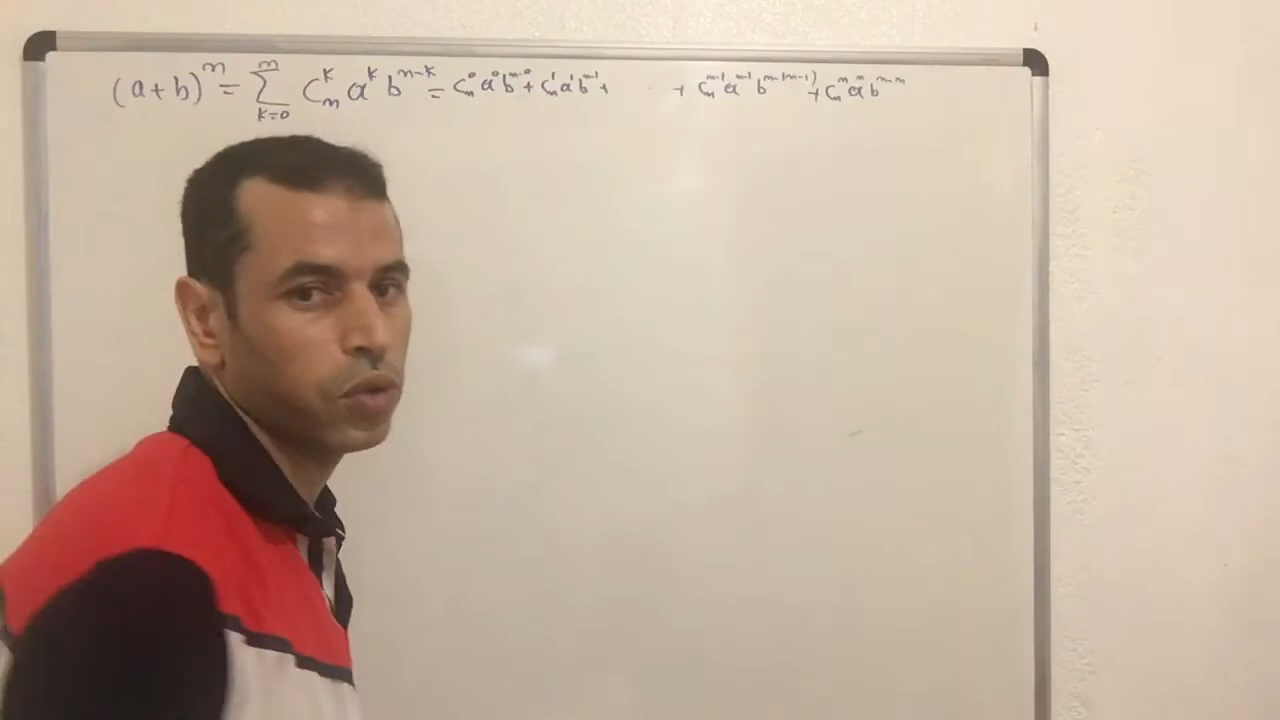 (a+b)^n = ∑_{k=0}^{n} C_n^k a^k b^{n-k} = C_n^0 a^0 b^{n-0} + C_n^1 a^1 b^{n-1} + . . + C_n^{n-1} a^{n-1} b^{n-(n-1)} + C_n^n a^n b^{n-n}